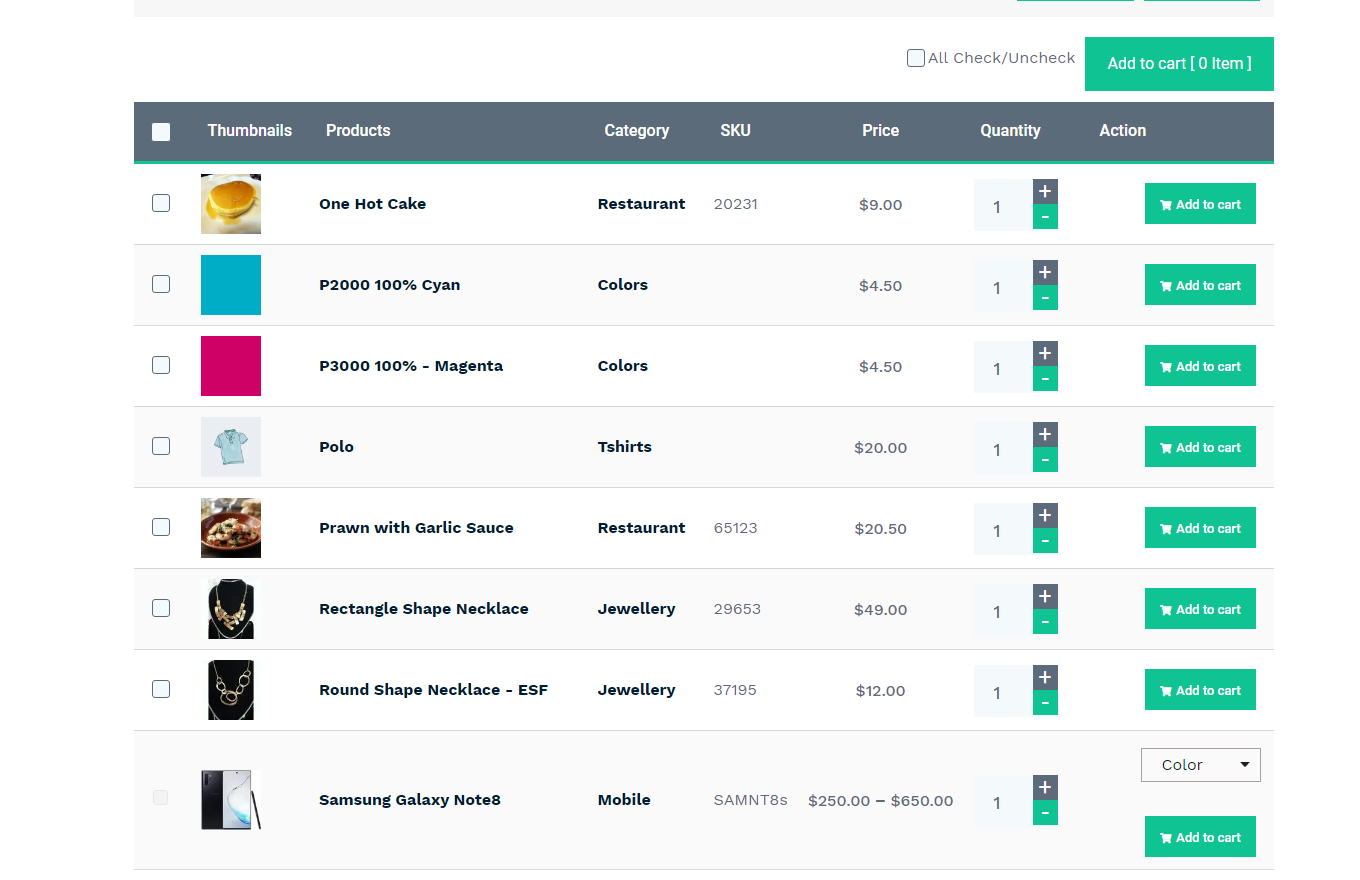 All Check/Uncheck Add to cart [ 0 Item ]
Thumbnails Products Category SKU Price Quantity Action
One Hot Cake Restaurant 20231 $9.00 1 + - Add to cart
P2000 100% Cyan Colors $4.50 1 + - Add to cart
P3000 100% - Magenta Colors $4.50 1 + - Add to cart
Polo Tshirts $20.00 1 + - Add to cart
Prawn with Garlic Sauce Restaurant 65123 $20.50 1 + - Add to cart
Rectangle Shape Necklace Jewellery 29653 $49.00 1 + - Add to cart
Round Shape Necklace - ESF Jewellery 37195 $12.00 1 + - Add to cart
Color
Samsung Galaxy Note8 Mobile SAMNT8s $250.00 – $650.00 1 + -
Add to cart